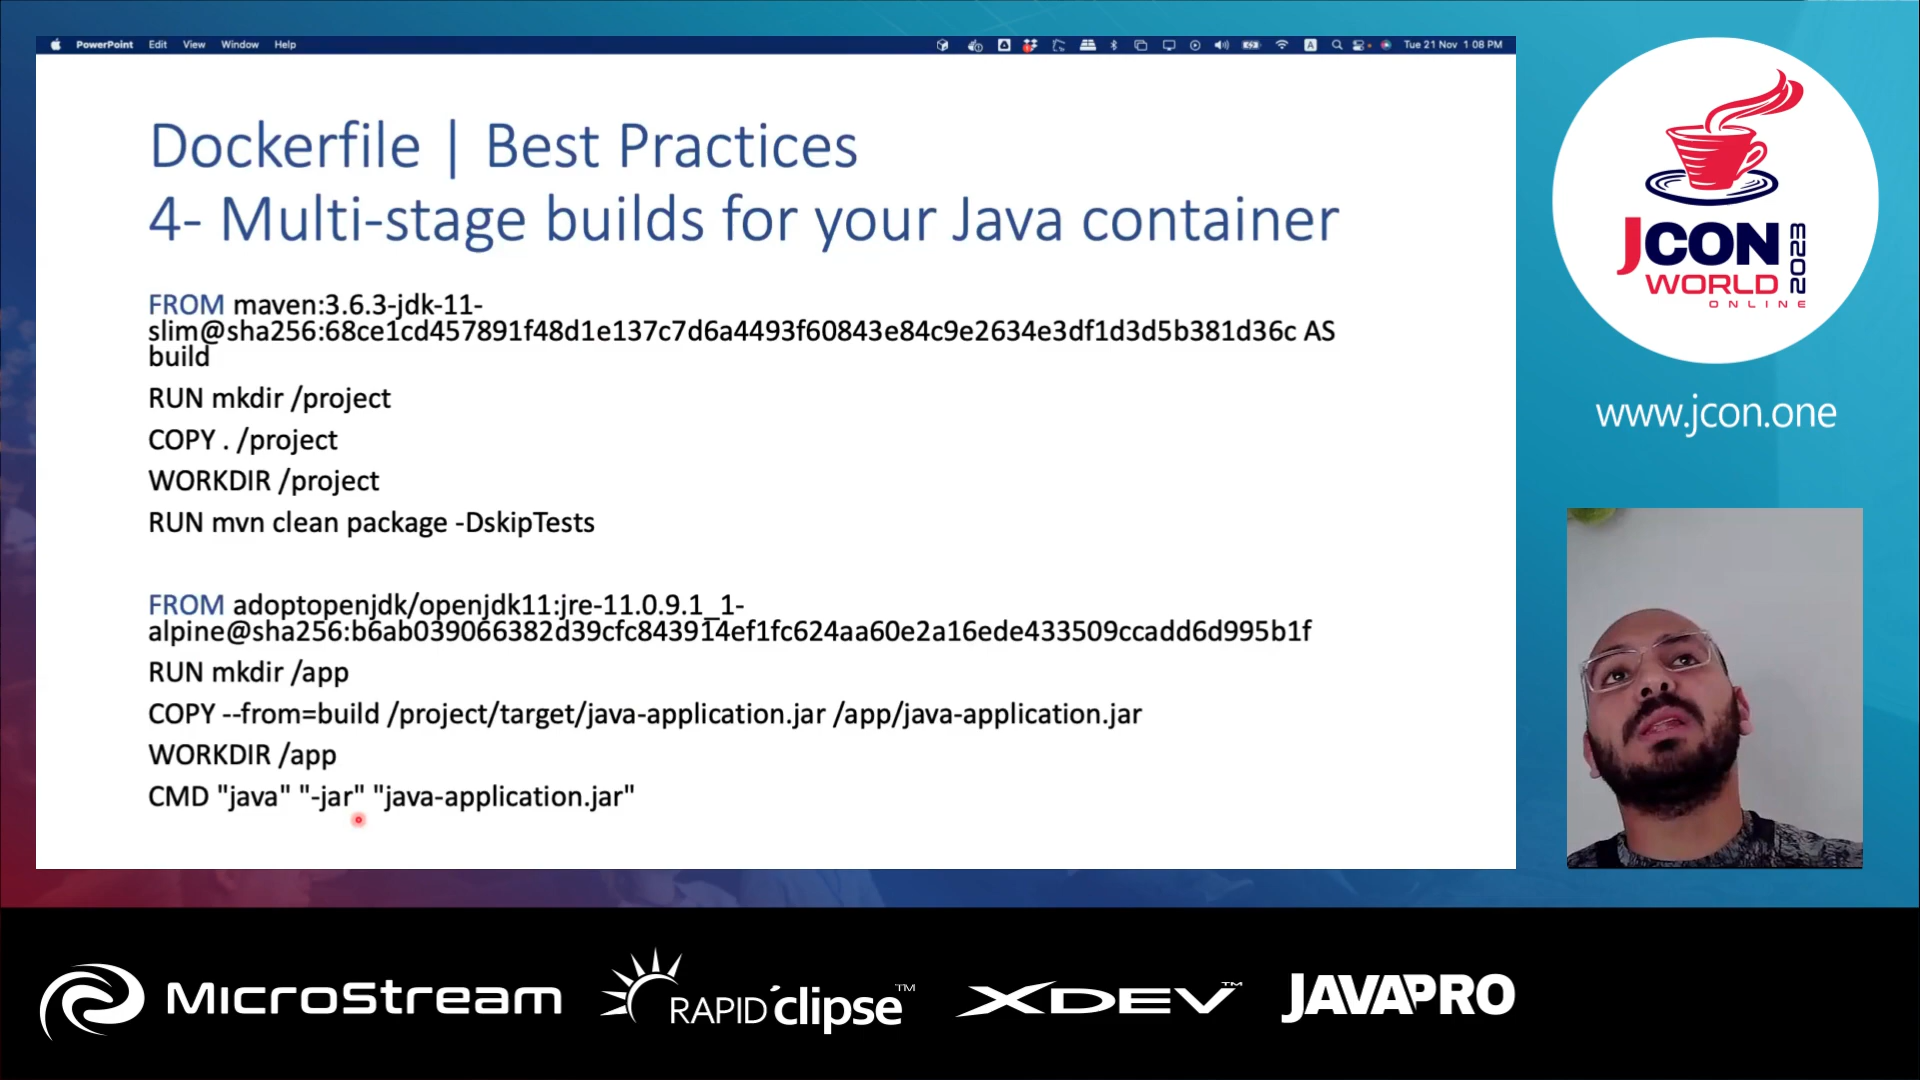 PowerPoint Edit View Window Help
Tue 21 Nov 1 08 PM
Dockerfile | Best Practices
4- Multi-stage builds for your Java container
FROM maven:3.6.3-jdk-11-
slim@sha256:68ce1cd457891f48d1e137c7d6a4493f60843e84c9e2634e3df1d3d5b381d36c AS
build
RUN mkdir /project
COPY . /project
WORKDIR /project
RUN mvn clean package -DskipTests
FROM adoptopenjdk/openjdk11:jre-11.0.9.1_1-
alpine@sha256:b6ab039066382d39cfc843914ef1fc624aa60e2a16ede433509ccadd6d995b1f
RUN mkdir /app
COPY --from=build /project/target/java-application.jar /app/java-application.jar
WORKDIR /app
CMD "java" "-jar" "java-application.jar"
JCON
WORLD
ONLINE
2023
www.jcon.one
MicroStream
RAPID'clipse™
XDEV™
JAVAPRO